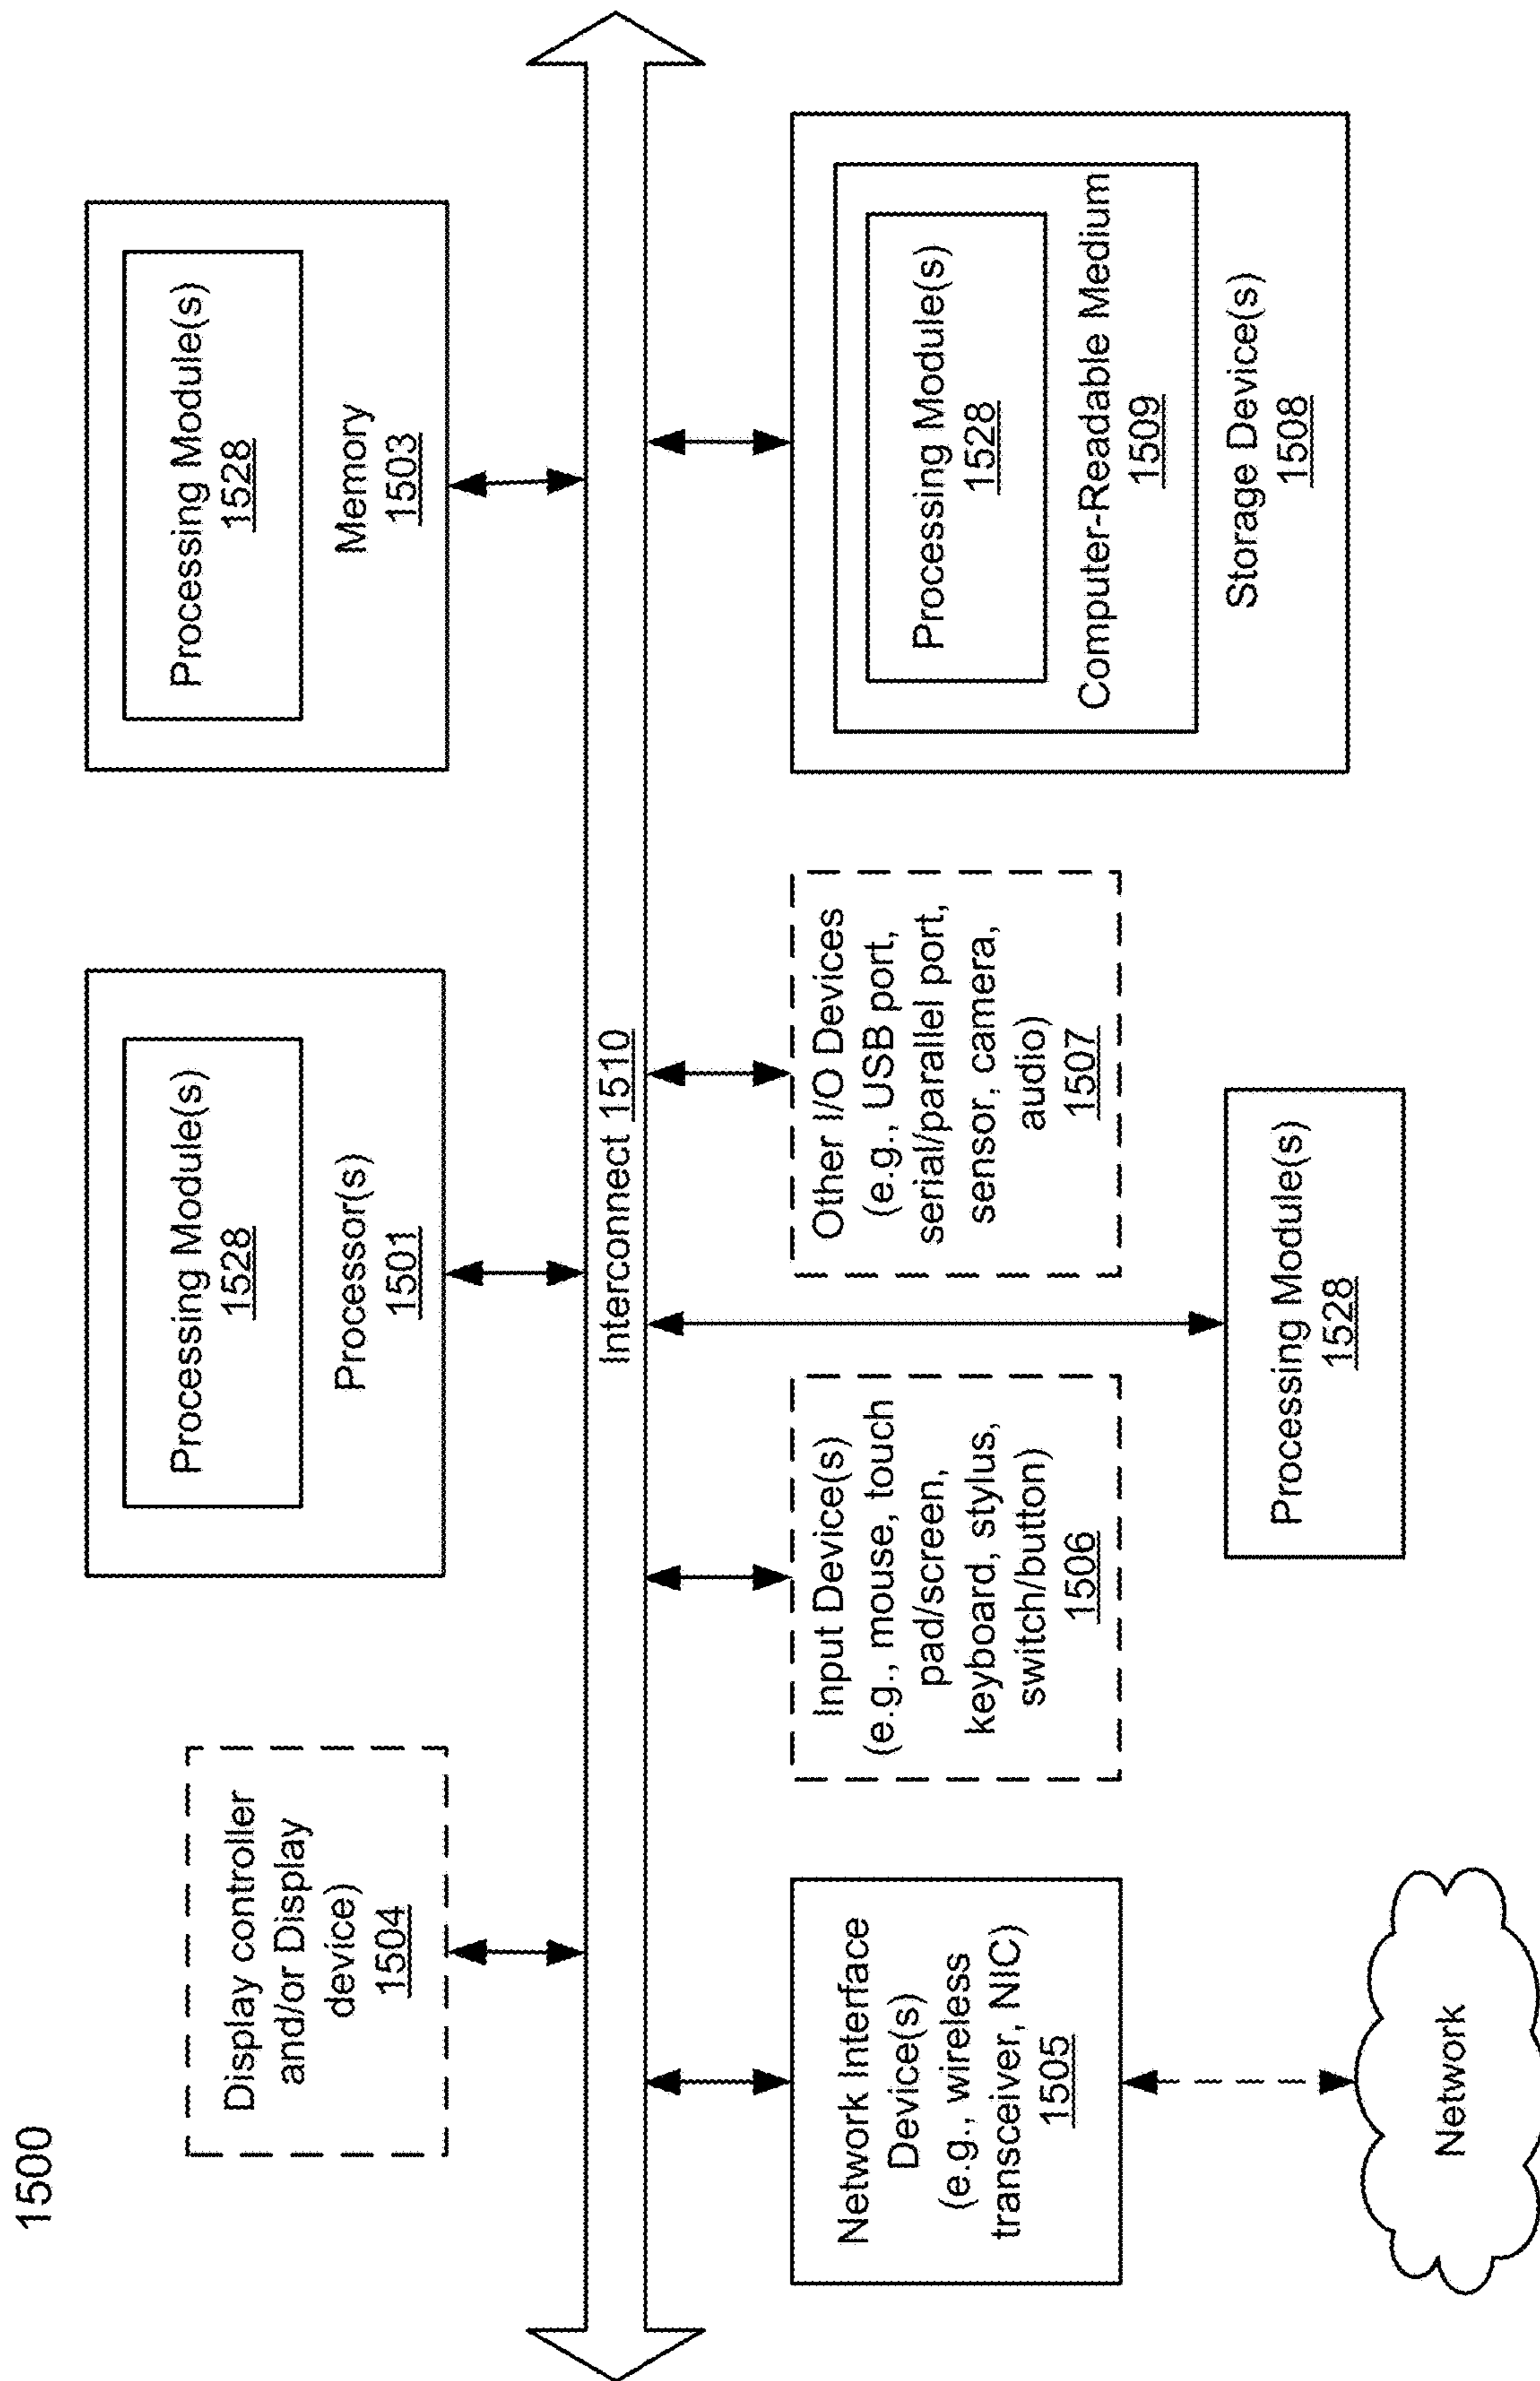 1500
Display controller
and/or Display
device)
1504
Processing Module(s)
1528
Processor(s)
1501
Processing Module(s)
1528
Memory
1503
Interconnect 1510
Network Interface
Device(s)
(e.g., wireless
transceiver, NIC)
1505
Input Device(s)
(e.g., mouse, touch
pad/screen,
keyboard, stylus,
switch/button)
1506
Other I/O Devices
(e.g., USB port,
serial/parallel port,
sensor, camera,
audio)
1507
Processing Module(s)
1528
Computer-Readable Medium
1509
Storage Device(s)
1508
Processing Module(s)
1528
Network